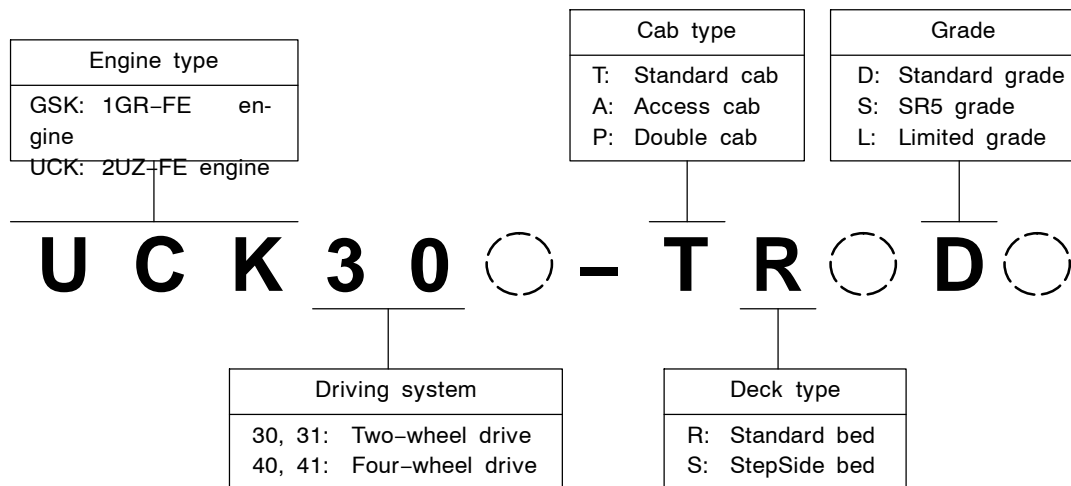 Cab type
T: Standard cab
A: Access cab
P: Double cab
Grade
D: Standard grade
S: SR5 grade
L: Limited grade
Engine type
GSK: 1GR−FE en-
gine
UCK: 2UZ−FE engine
U C K 3 0 – T R D
Driving system
30, 31: Two−wheel drive
40, 41: Four−wheel drive
Deck type
R: Standard bed
S: StepSide bed